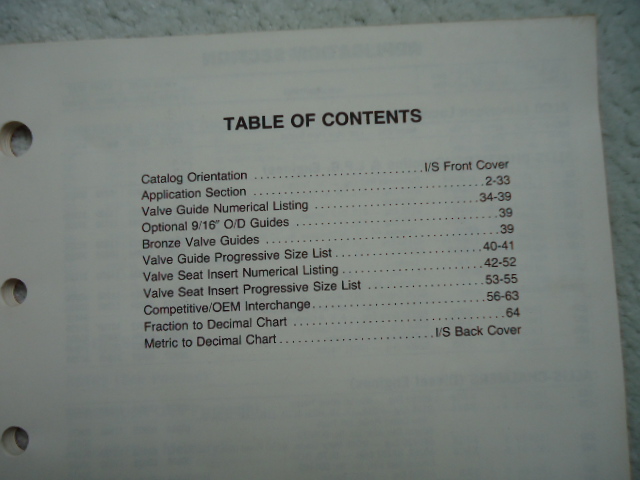 TABLE OF CONTENTS
Catalog Orientation ........................... I/S Front Cover
Application Section ................................... 2-33
Valve Guide Numerical Listing ......................... 34-39
Optional 9/16″ O/D Guides ............................... 39
Bronze Valve Guides ................................... 39
Valve Guide Progressive Size List ....................... 40-41
Valve Seat Insert Numerical Listing ...................... 42-52
Valve Seat Insert Progressive Size List ................... 53-55
Competitive/OEM Interchange ........................... 56-63
Fraction to Decimal Chart ................................ 64
Metric to Decimal Chart ........................ I/S Back Cover